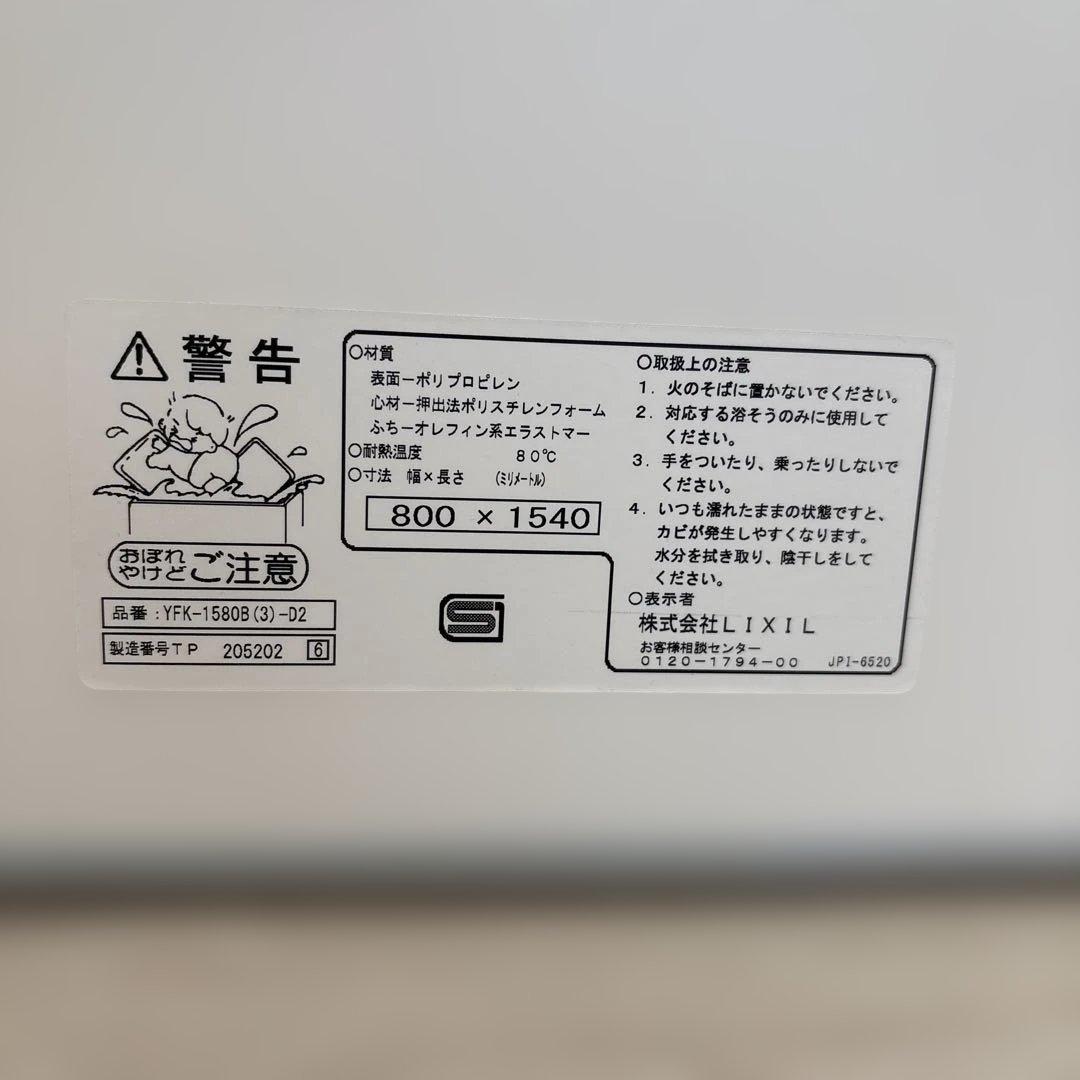 警告
おぼれ
やけど ご注意
品番：YFK-1580B(3)-D2
製造番号TP 205202 6
○材質
表面ーポリプロピレン
心材ー押出法ポリスチレンフォーム
ふちーオレフィン系エラストマー
○耐熱温度 80℃
○寸法 幅×長さ (ﾐﾘﾒｰﾄﾙ)
800 × 1540
○取扱上の注意
1. 火のそばに置かないでください。
2. 対応する浴そうのみに使用して
ください。
3. 手をついたり、乗ったりしないで
ください。
4. いつも濡れたままの状態ですと、
カビが発生しやすくなります。
水分を拭き取り、陰干しをして
ください。
○表示者
株式会社LIXIL
お客様相談センター
0120-1794-00 JPI-6520